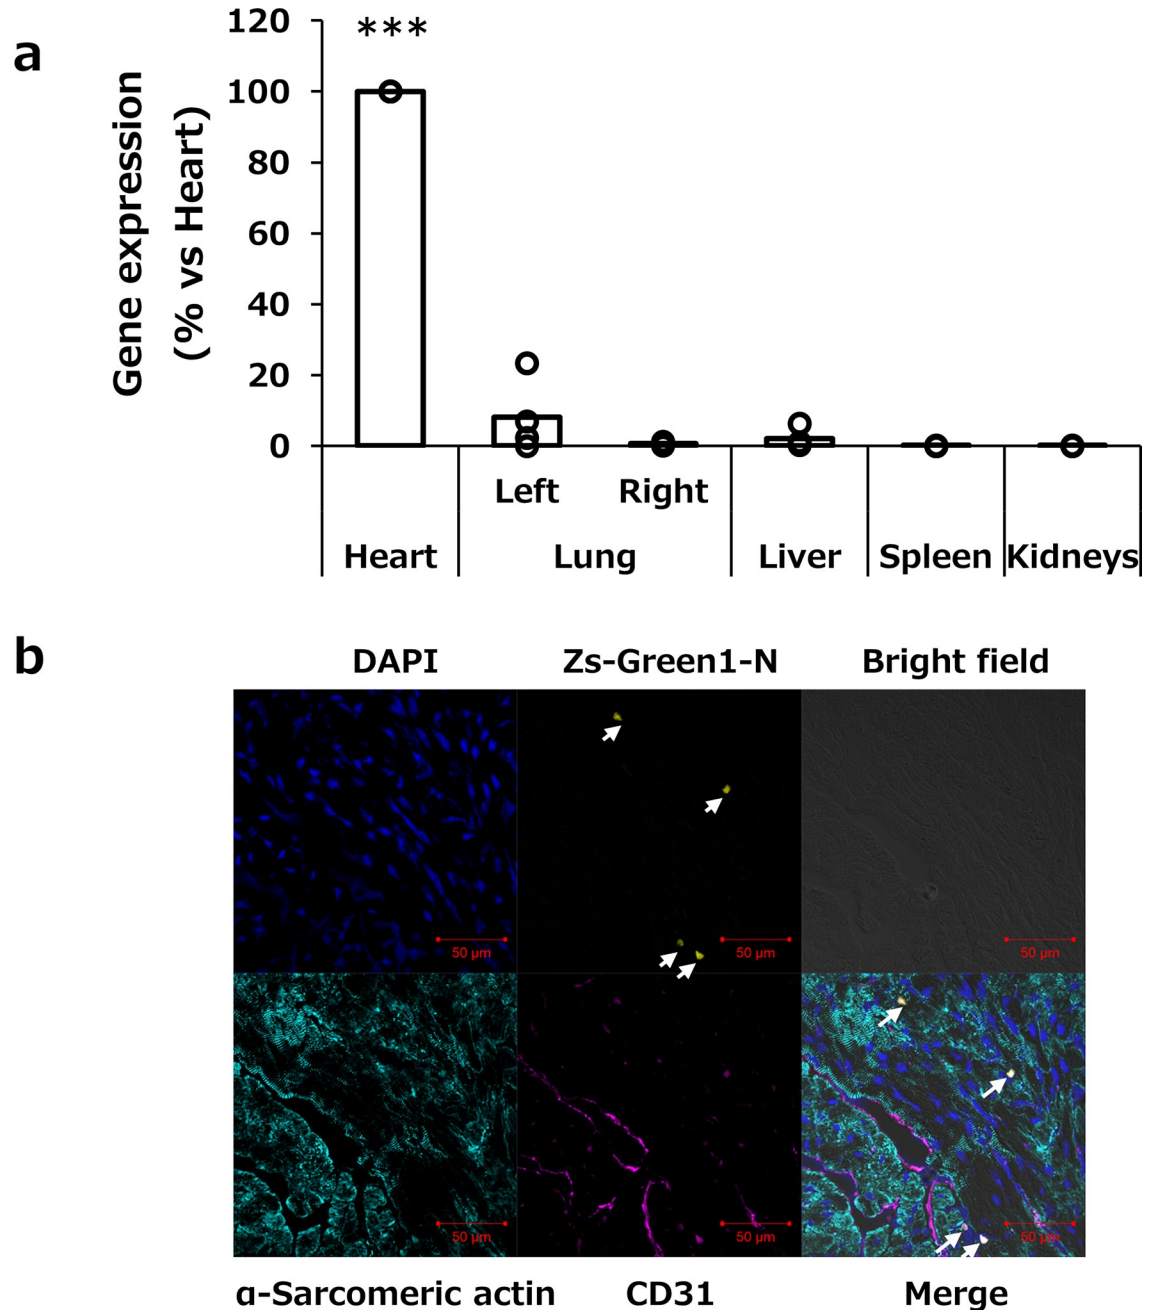 a
Gene expression
(% vs Heart)
120
100
80
60
40
20
0
***
Left
Right
Heart
Lung
Liver
Spleen
Kidneys
b
DAPI
Zs-Green1-N
Bright field
50 µm
50 µm
50 µm
50 µm
50 µm
50 µm
α-Sarcomeric actin
CD31
Merge